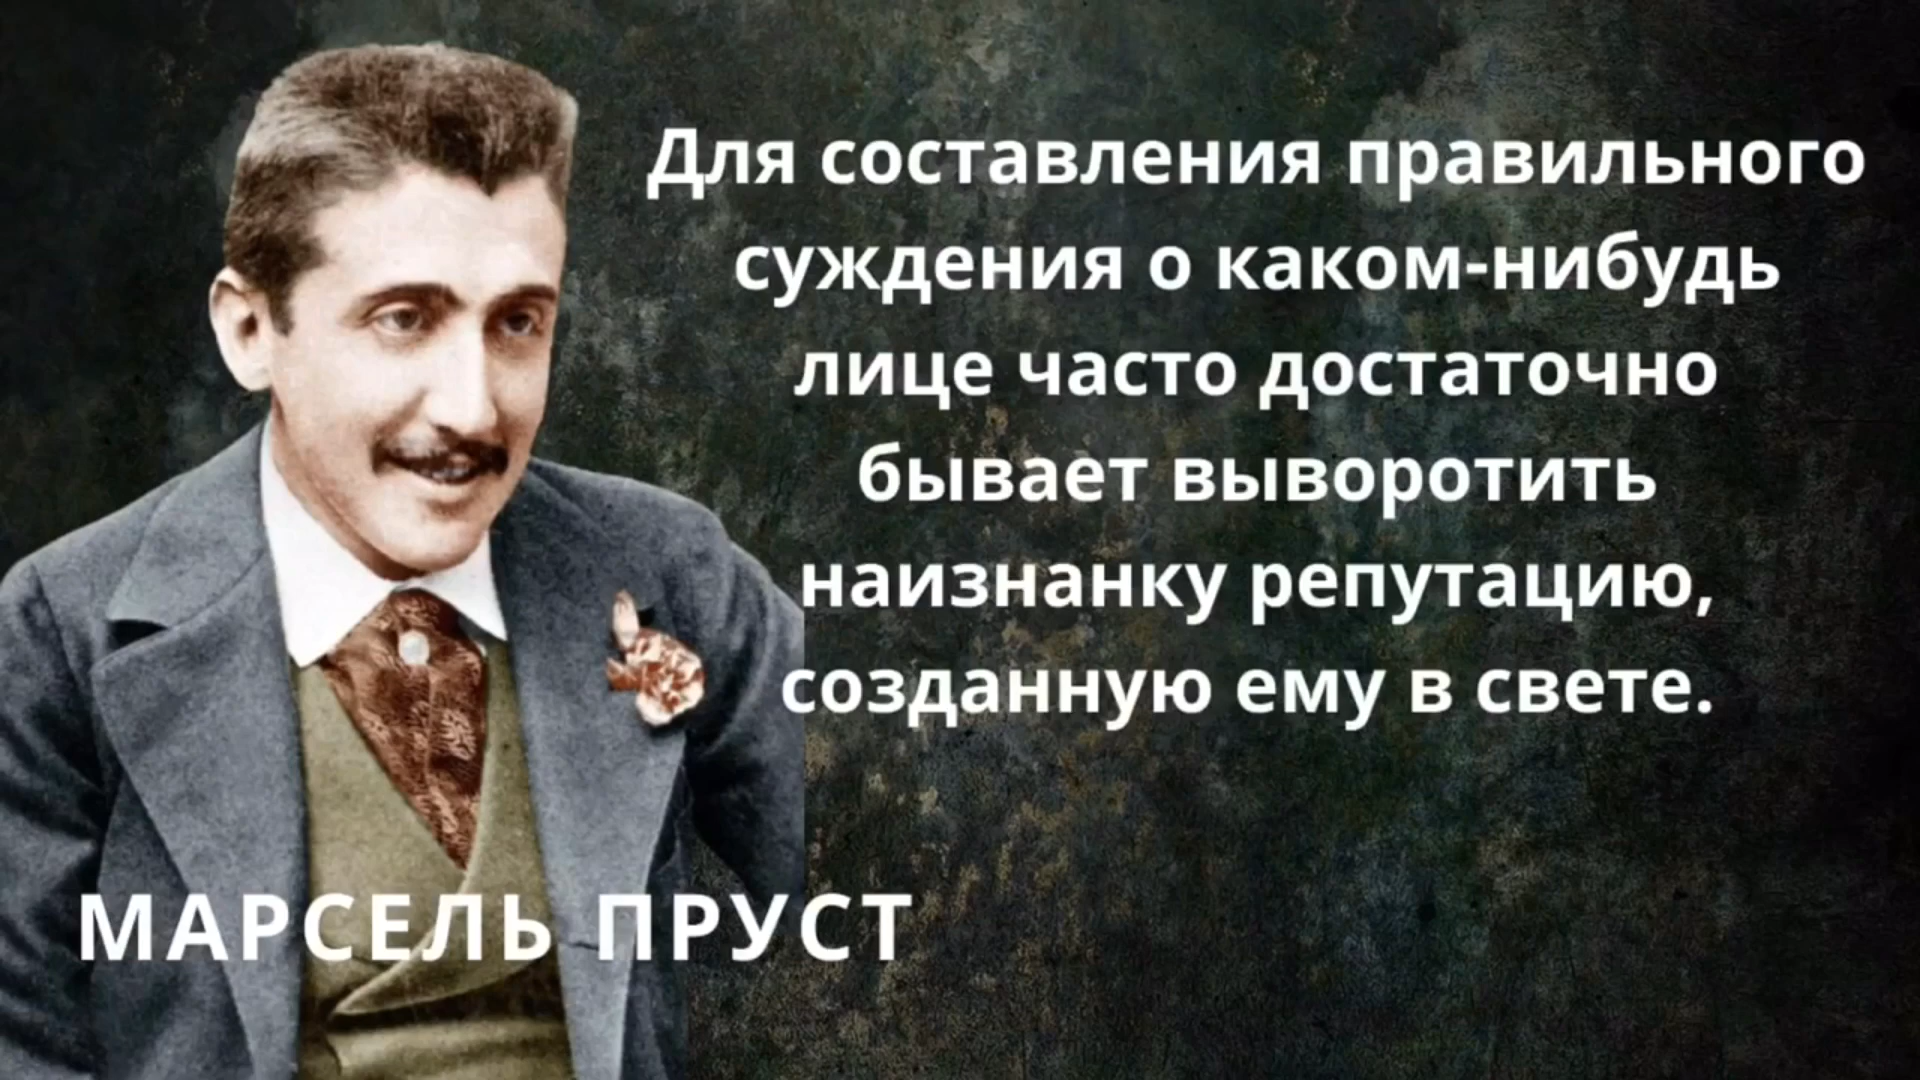 Для составления правильного
суждения о каком-нибудь
лице часто достаточно
бывает выворотить
наизнанку репутацию,
созданную ему в свете.
МАРСЕЛЬ ПРУСТ